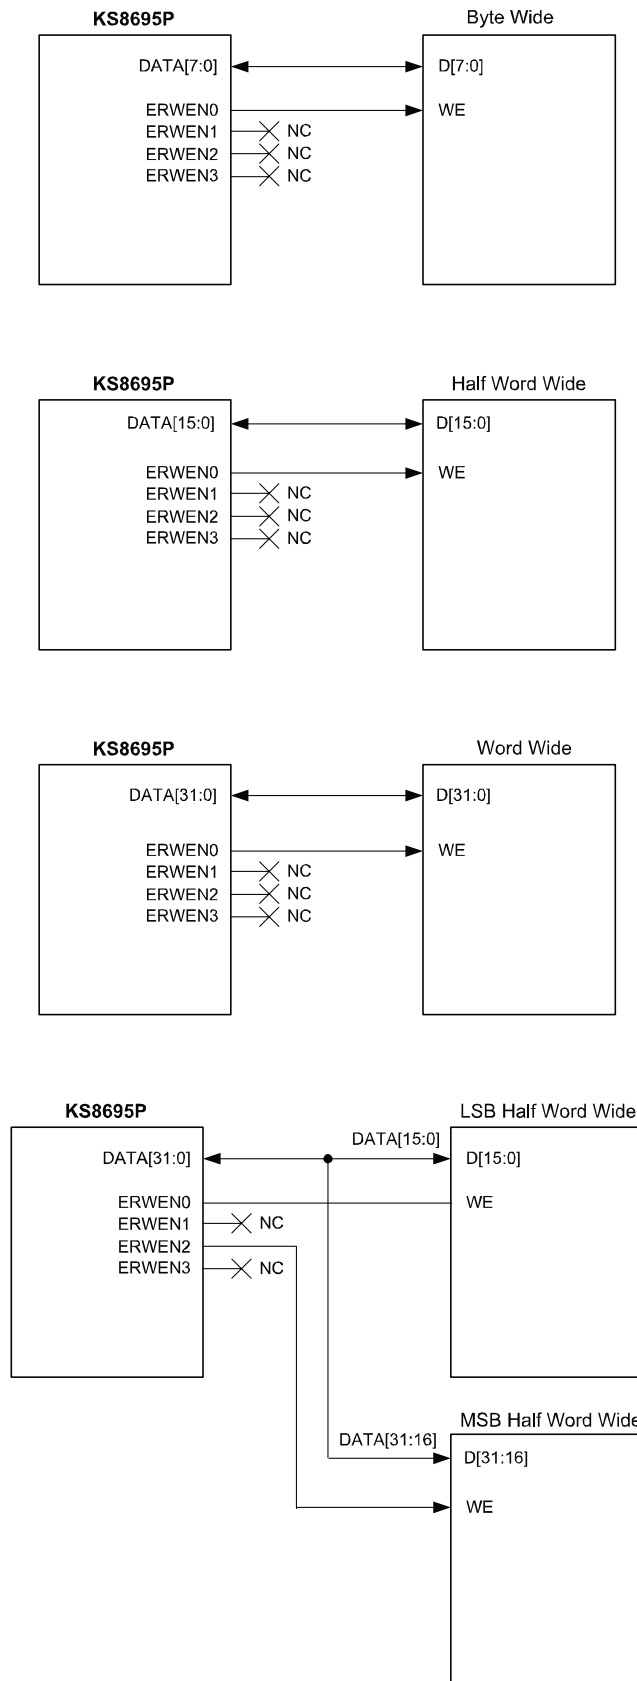 KS8695P Byte Wide
DATA[7:0] D[7:0]
ERWEN0 WE
ERWEN1 NC
ERWEN2 NC
ERWEN3 NC
KS8695P Half Word Wide
DATA[15:0] D[15:0]
ERWEN0 WE
ERWEN1 NC
ERWEN2 NC
ERWEN3 NC
KS8695P Word Wide
DATA[31:0] D[31:0]
ERWEN0 WE
ERWEN1 NC
ERWEN2 NC
ERWEN3 NC
KS8695P LSB Half Word Wide
DATA[15:0]
DATA[31:0] D[15:0]
ERWEN0 WE
ERWEN1 NC
ERWEN2
ERWEN3 NC
MSB Half Word Wide
DATA[31:16]
D[31:16]
WE